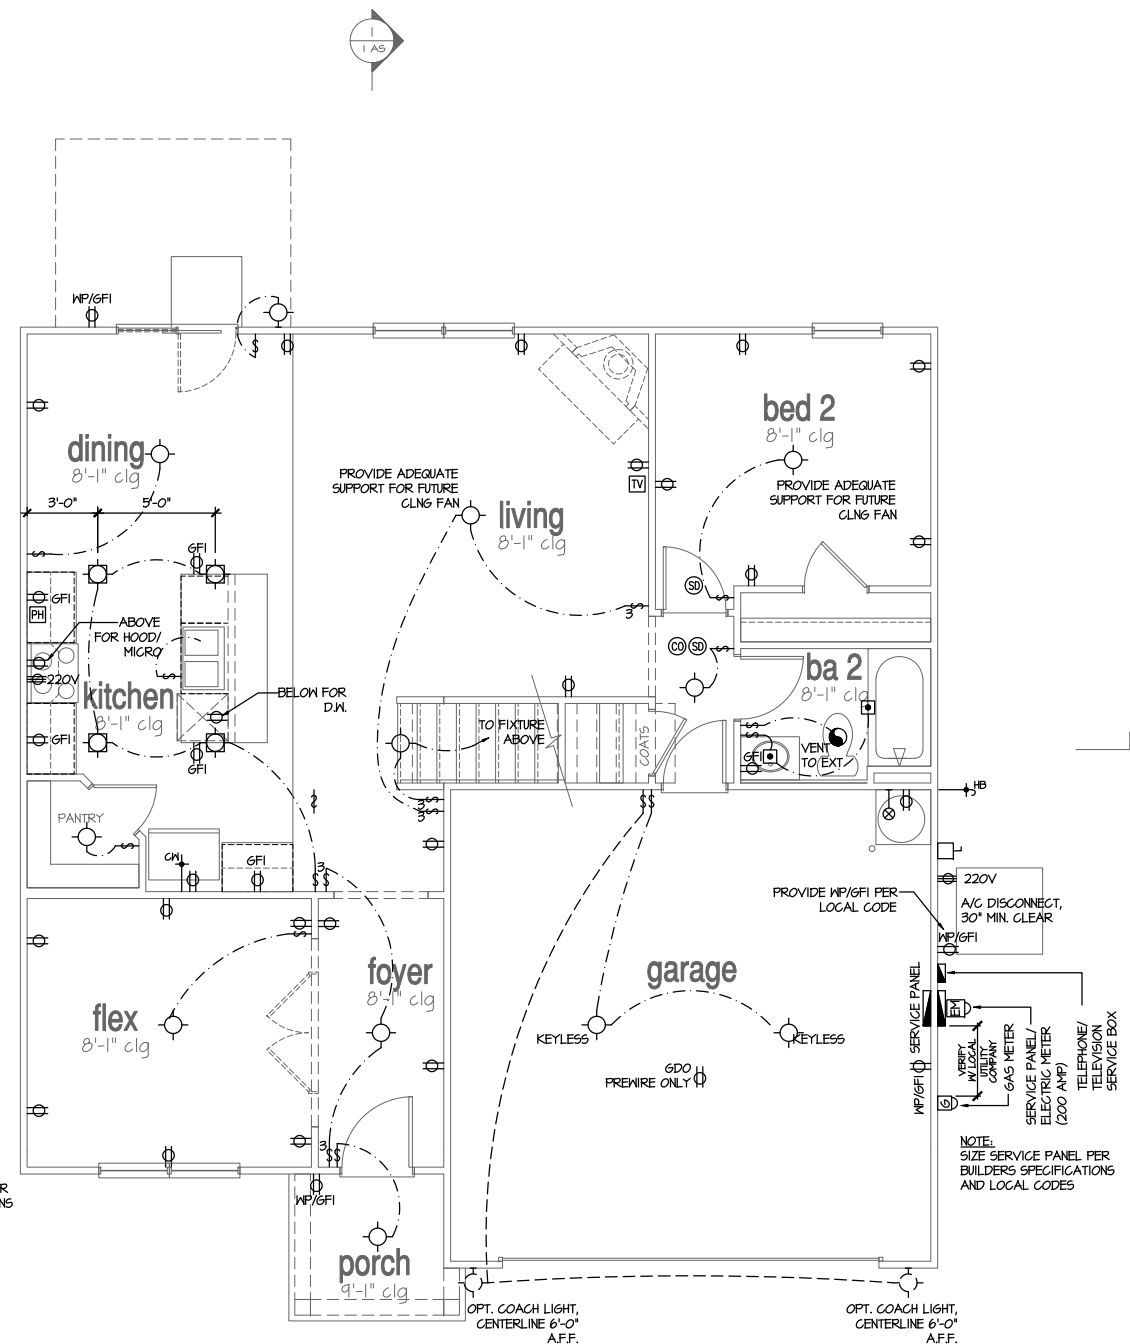 1
1 AS
WP/GFI
dining
8'-1" clg
3'-0"
5'-0"
GFI
GFI
PH
ABOVE
FOR HOOD/
MICRO
220V
kitchen
8'-1" clg
GFI
GFI
BELOW FOR
D.W.
PROVIDE ADEQUATE
SUPPORT FOR FUTURE
CLNG FAN
living
8'-1" clg
TV
3
bed 2
8'-1" clg
PROVIDE ADEQUATE
SUPPORT FOR FUTURE
CLNG FAN
SD
CO SD
ba 2
8'-1" clg
GFI
VENT
TO EXT.
TO FIXTURE
ABOVE
COATS
3
3
PANTRY
CW
GFI
3
HB
220V
A/C DISCONNECT,
30" MIN. CLEAR
PROVIDE WP/GFI PER
LOCAL CODE
WP/GFI
flex
8'-1" clg
foyer
8'-1" clg
3
WP/GFI
porch
9'-1" clg
garage
KEYLESS
KEYLESS
GDO
PREWIRE ONLY
SERVICE PANEL
WP/GFI
EM
G
VERIFY
W/ LOCAL
UTILITY
COMPANY
GAS METER
SERVICE PANEL/
ELECTRIC METER
(200 AMP)
TELEPHONE/
TELEVISION
SERVICE BOX
NOTE:
SIZE SERVICE PANEL PER
BUILDERS SPECIFICATIONS
AND LOCAL CODES
R
NS
OPT. COACH LIGHT,
CENTERLINE 6'-0"
A.F.F.
OPT. COACH LIGHT,
CENTERLINE 6'-0"
A.F.F.